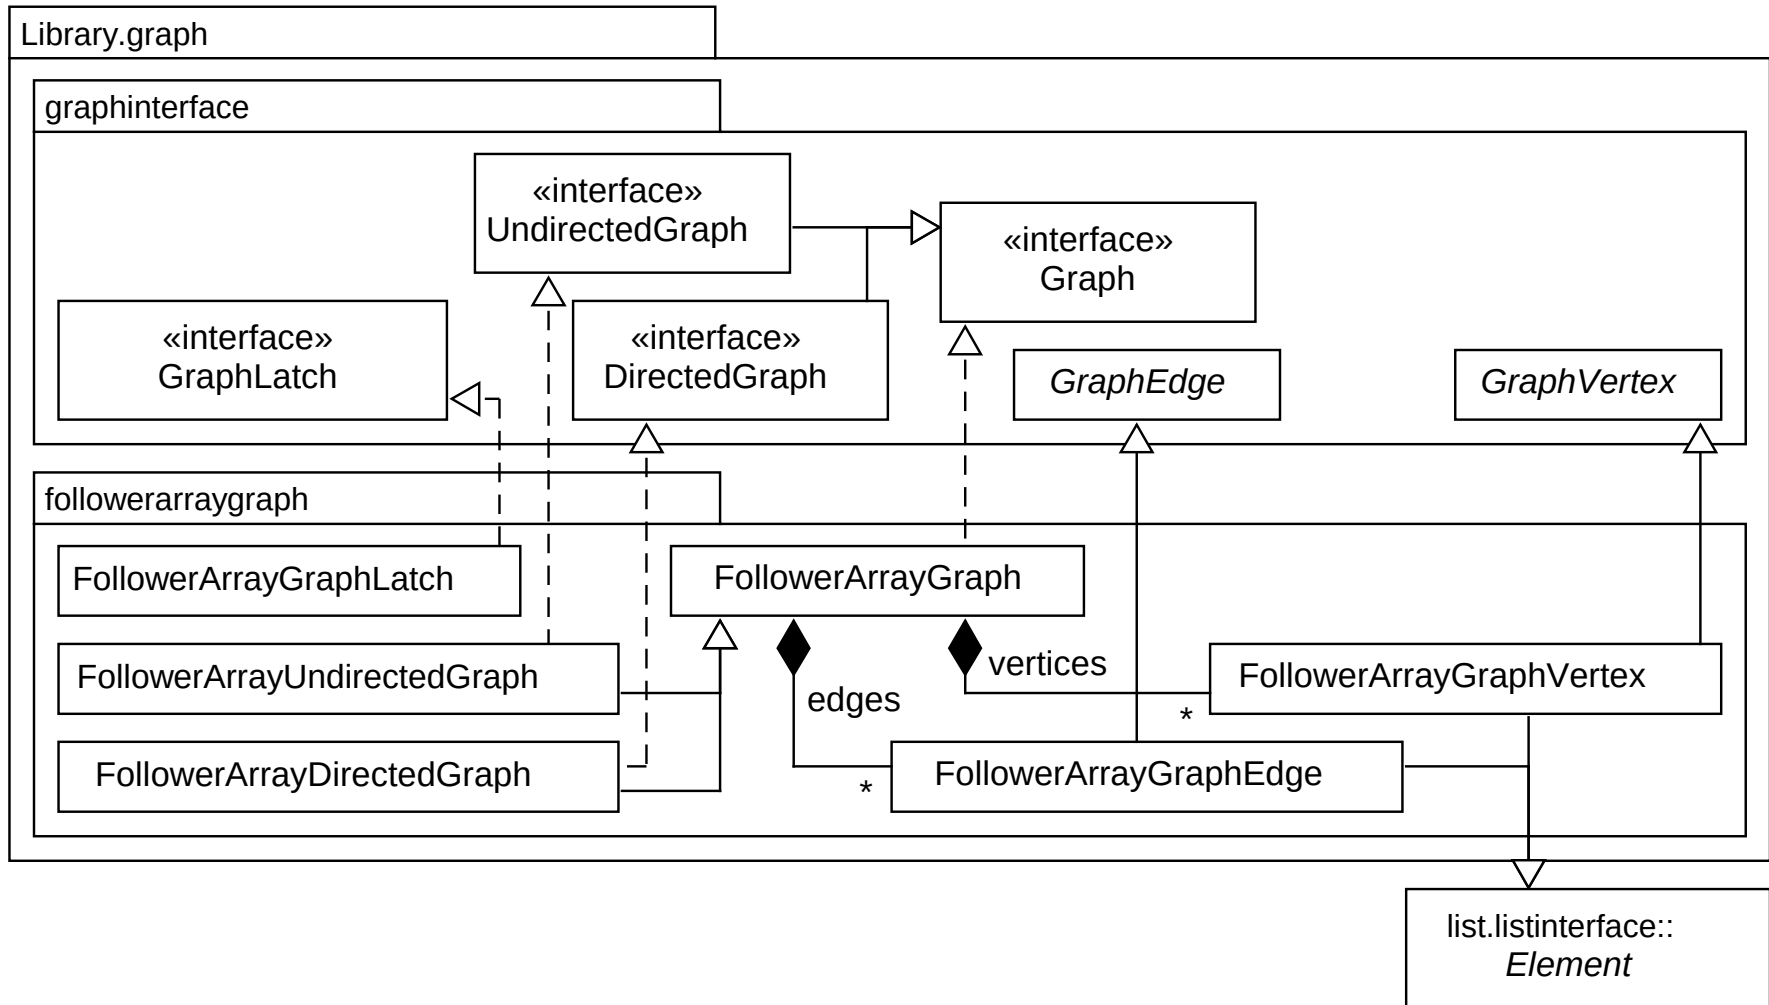 Library.graph
graphinterface
«interface»
UndirectedGraph
«interface»
Graph
«interface»
GraphLatch
«interface»
DirectedGraph
GraphEdge
GraphVertex
followerarraygraph
FollowerArrayGraphLatch
FollowerArrayGraph
FollowerArrayUndirectedGraph
vertices
FollowerArrayGraphVertex
edges
*
FollowerArrayDirectedGraph
*
FollowerArrayGraphEdge
list.listinterface::
Element